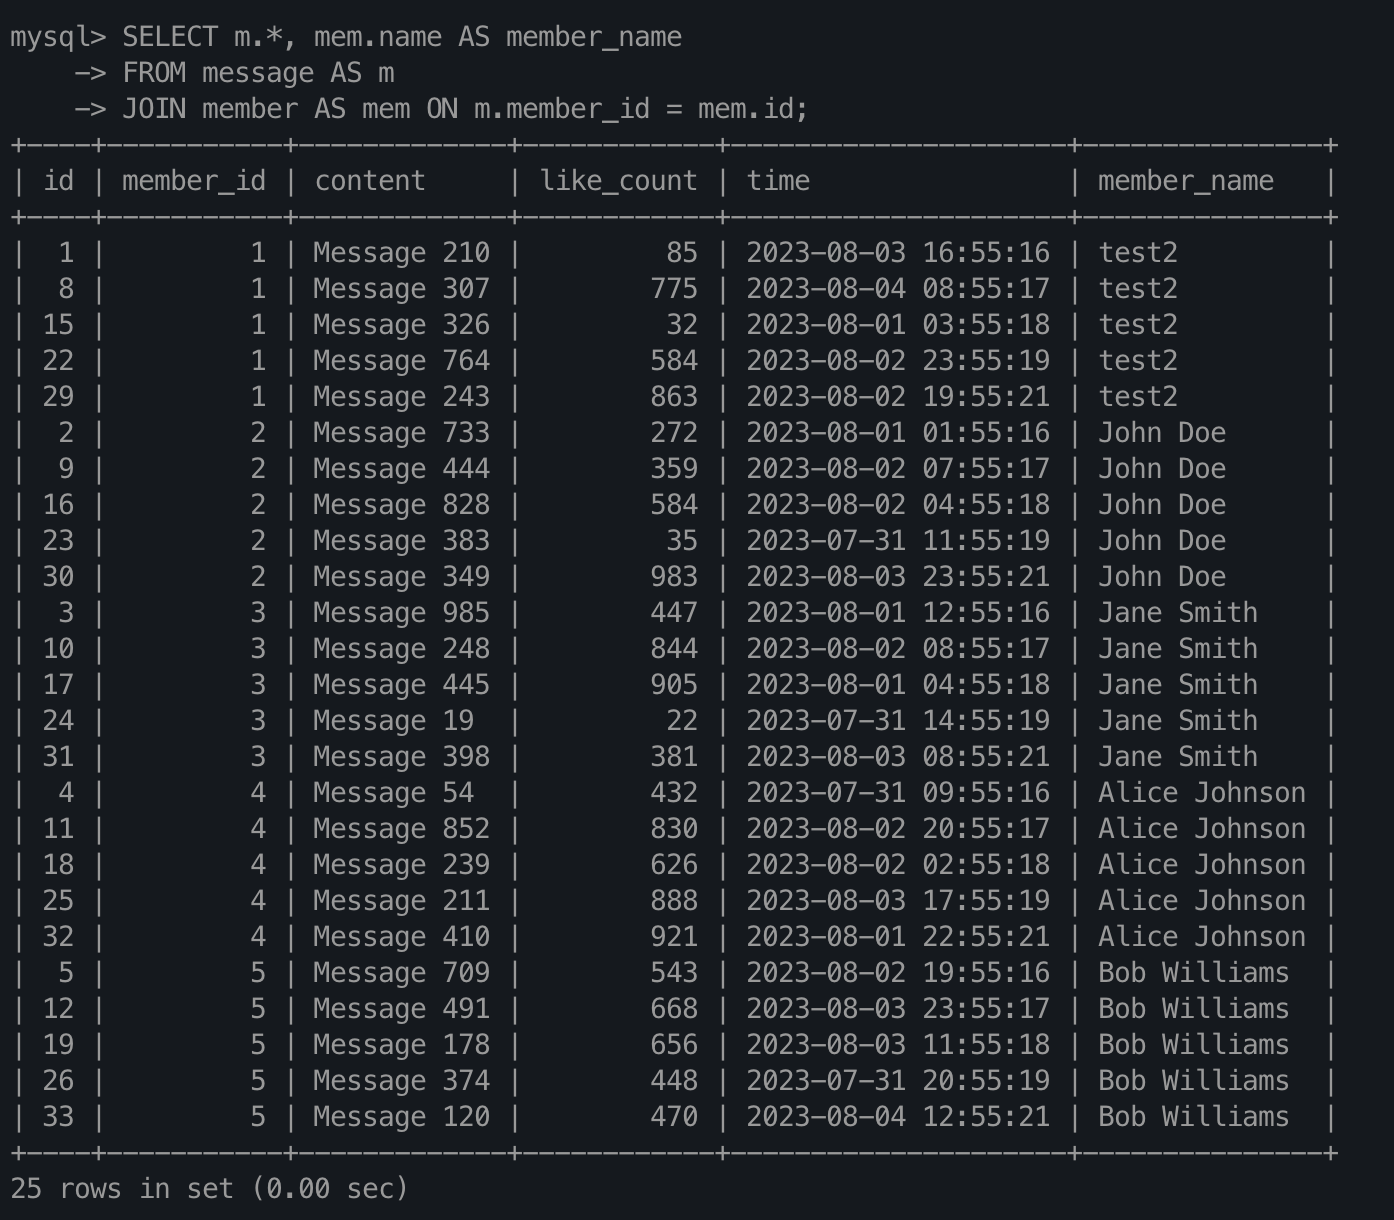 mysql> SELECT m.*, mem.name AS member_name
    -> FROM message AS m
    -> JOIN member AS mem ON m.member_id = mem.id;
+----+-----------+-------------+------------+---------------------+---------------+
| id | member_id | content     | like_count | time                | member_name   |
+----+-----------+-------------+------------+---------------------+---------------+
|  1 |         1 | Message 210 |         85 | 2023-08-03 16:55:16 | test2         |
|  8 |         1 | Message 307 |        775 | 2023-08-04 08:55:17 | test2         |
| 15 |         1 | Message 326 |         32 | 2023-08-01 03:55:18 | test2         |
| 22 |         1 | Message 764 |        584 | 2023-08-02 23:55:19 | test2         |
| 29 |         1 | Message 243 |        863 | 2023-08-02 19:55:21 | test2         |
|  2 |         2 | Message 733 |        272 | 2023-08-01 01:55:16 | John Doe      |
|  9 |         2 | Message 444 |        359 | 2023-08-02 07:55:17 | John Doe      |
| 16 |         2 | Message 828 |        584 | 2023-08-02 04:55:18 | John Doe      |
| 23 |         2 | Message 383 |         35 | 2023-07-31 11:55:19 | John Doe      |
| 30 |         2 | Message 349 |        983 | 2023-08-03 23:55:21 | John Doe      |
|  3 |         3 | Message 985 |        447 | 2023-08-01 12:55:16 | Jane Smith    |
| 10 |         3 | Message 248 |        844 | 2023-08-02 08:55:17 | Jane Smith    |
| 17 |         3 | Message 445 |        905 | 2023-08-01 04:55:18 | Jane Smith    |
| 24 |         3 | Message 19  |         22 | 2023-07-31 14:55:19 | Jane Smith    |
| 31 |         3 | Message 398 |        381 | 2023-08-03 08:55:21 | Jane Smith    |
|  4 |         4 | Message 54  |        432 | 2023-07-31 09:55:16 | Alice Johnson |
| 11 |         4 | Message 852 |        830 | 2023-08-02 20:55:17 | Alice Johnson |
| 18 |         4 | Message 239 |        626 | 2023-08-02 02:55:18 | Alice Johnson |
| 25 |         4 | Message 211 |        888 | 2023-08-03 17:55:19 | Alice Johnson |
| 32 |         4 | Message 410 |        921 | 2023-08-01 22:55:21 | Alice Johnson |
|  5 |         5 | Message 709 |        543 | 2023-08-02 19:55:16 | Bob Williams  |
| 12 |         5 | Message 491 |        668 | 2023-08-03 23:55:17 | Bob Williams  |
| 19 |         5 | Message 178 |        656 | 2023-08-03 11:55:18 | Bob Williams  |
| 26 |         5 | Message 374 |        448 | 2023-07-31 20:55:19 | Bob Williams  |
| 33 |         5 | Message 120 |        470 | 2023-08-04 12:55:21 | Bob Williams  |
+----+-----------+-------------+------------+---------------------+---------------+
25 rows in set (0.00 sec)